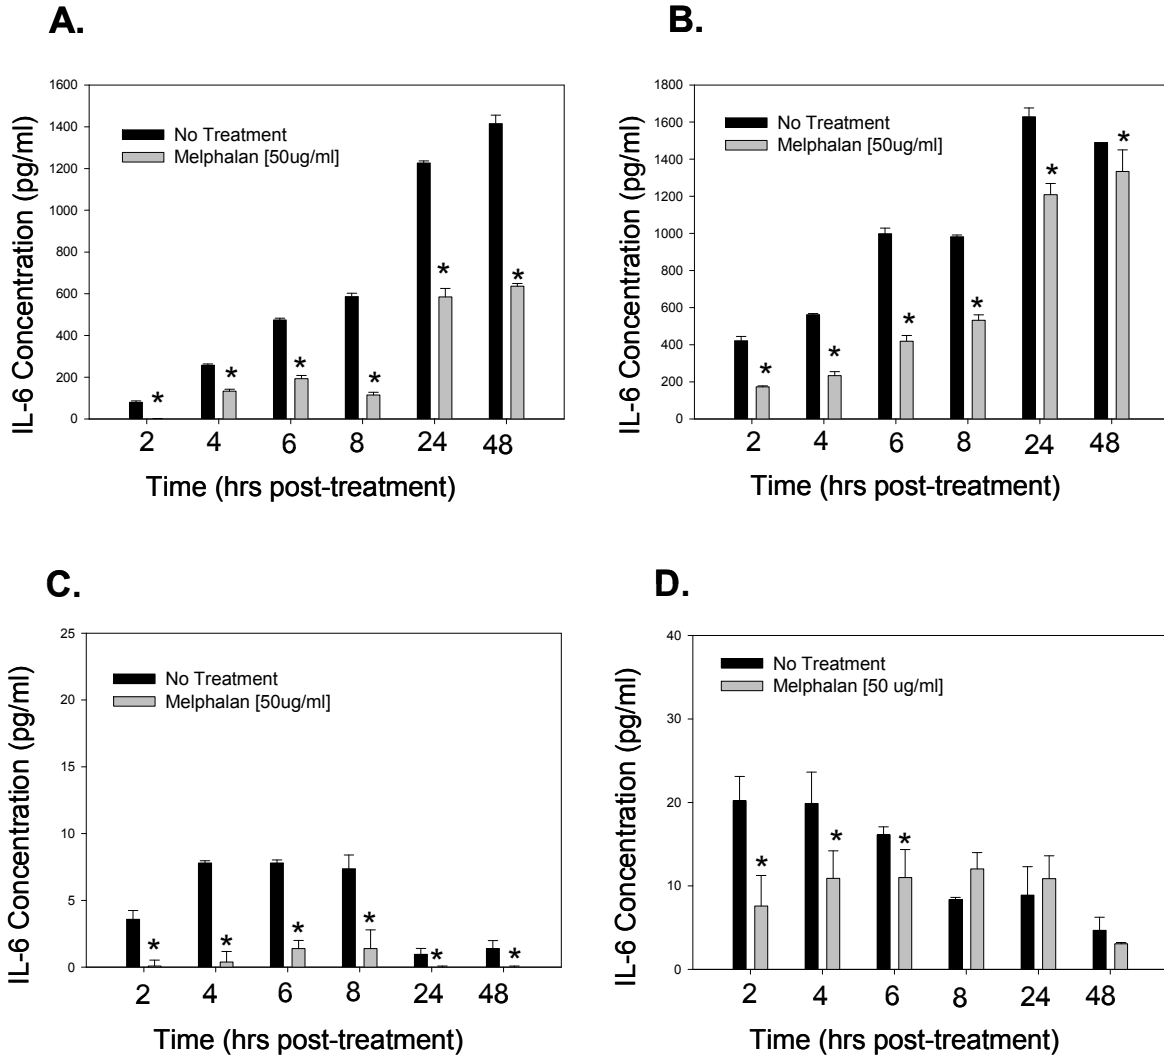 A.
1600
1400
1200
1000
800
600
400
200
0
IL-6 Concentration (pg/ml)
No Treatment
Melphalan [50ug/ml]
*
*
*
*
*
*
2 4 6 8 24 48
Time (hrs post-treatment)
B.
1800
1600
1400
1200
1000
800
600
400
200
0
IL-6 Concentration (pg/ml)
No Treatment
Melphalan [50ug/ml]
*
*
*
*
*
*
2 4 6 8 24 48
Time (hrs post-treatment)
C.
25
20
15
10
5
0
IL-6 Concentration (pg/ml)
No Treatment
Melphalan [50ug/ml]
*
*
*
*
*
*
2 4 6 8 24 48
Time (hrs post-treatment)
D.
40
30
20
10
0
IL-6 Concentration (pg/ml)
No Treatment
Melphalan [50 ug/ml]
*
*
*
2 4 6 8 24 48
Time (hrs post-treatment)